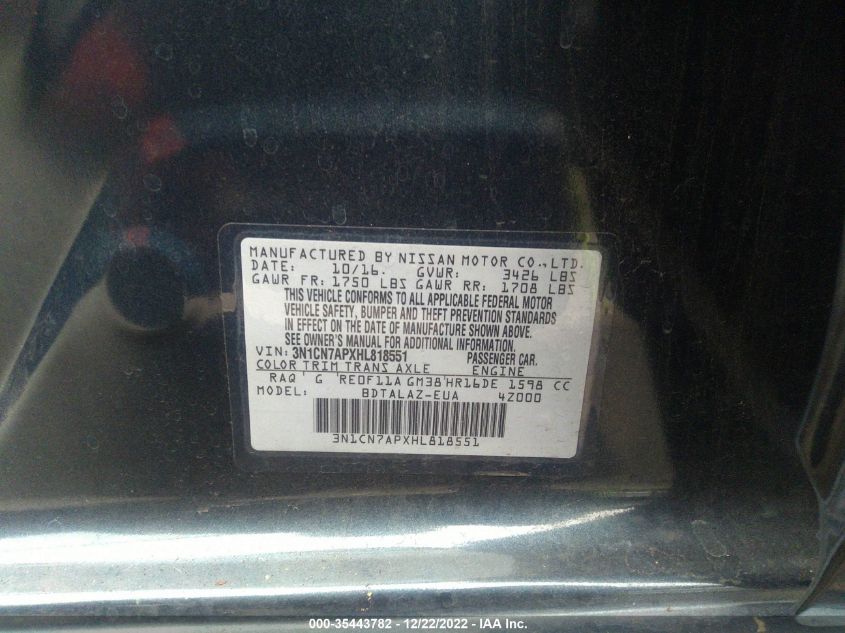 MANUFACTURED BY NISSAN MOTOR CO.,LTD.
DATE: 10/16. GVWR: 3426 LBS
GAWR FR: 1750 LBS GAWR RR: 1708 LBS
THIS VEHICLE CONFORMS TO ALL APPLICABLE FEDERAL MOTOR
VEHICLE SAFETY, BUMPER AND THEFT PREVENTION STANDARDS
IN EFFECT ON THE DATE OF MANUFACTURE SHOWN ABOVE.
SEE OWNER'S MANUAL FOR ADDITIONAL INFORMATION.
VIN: 3N1CN7APXHL818551 PASSENGER CAR.
COLOR TRIM TRANS AXLE ENGINE
RAQ ' G 'RE0F11A GM38'HR16DE 1598 CC
MODEL: BDTALAZ-EUA 4Z000
3N1CN7APXHL818551
000-35443782 - 12/22/2022 - IAA Inc.